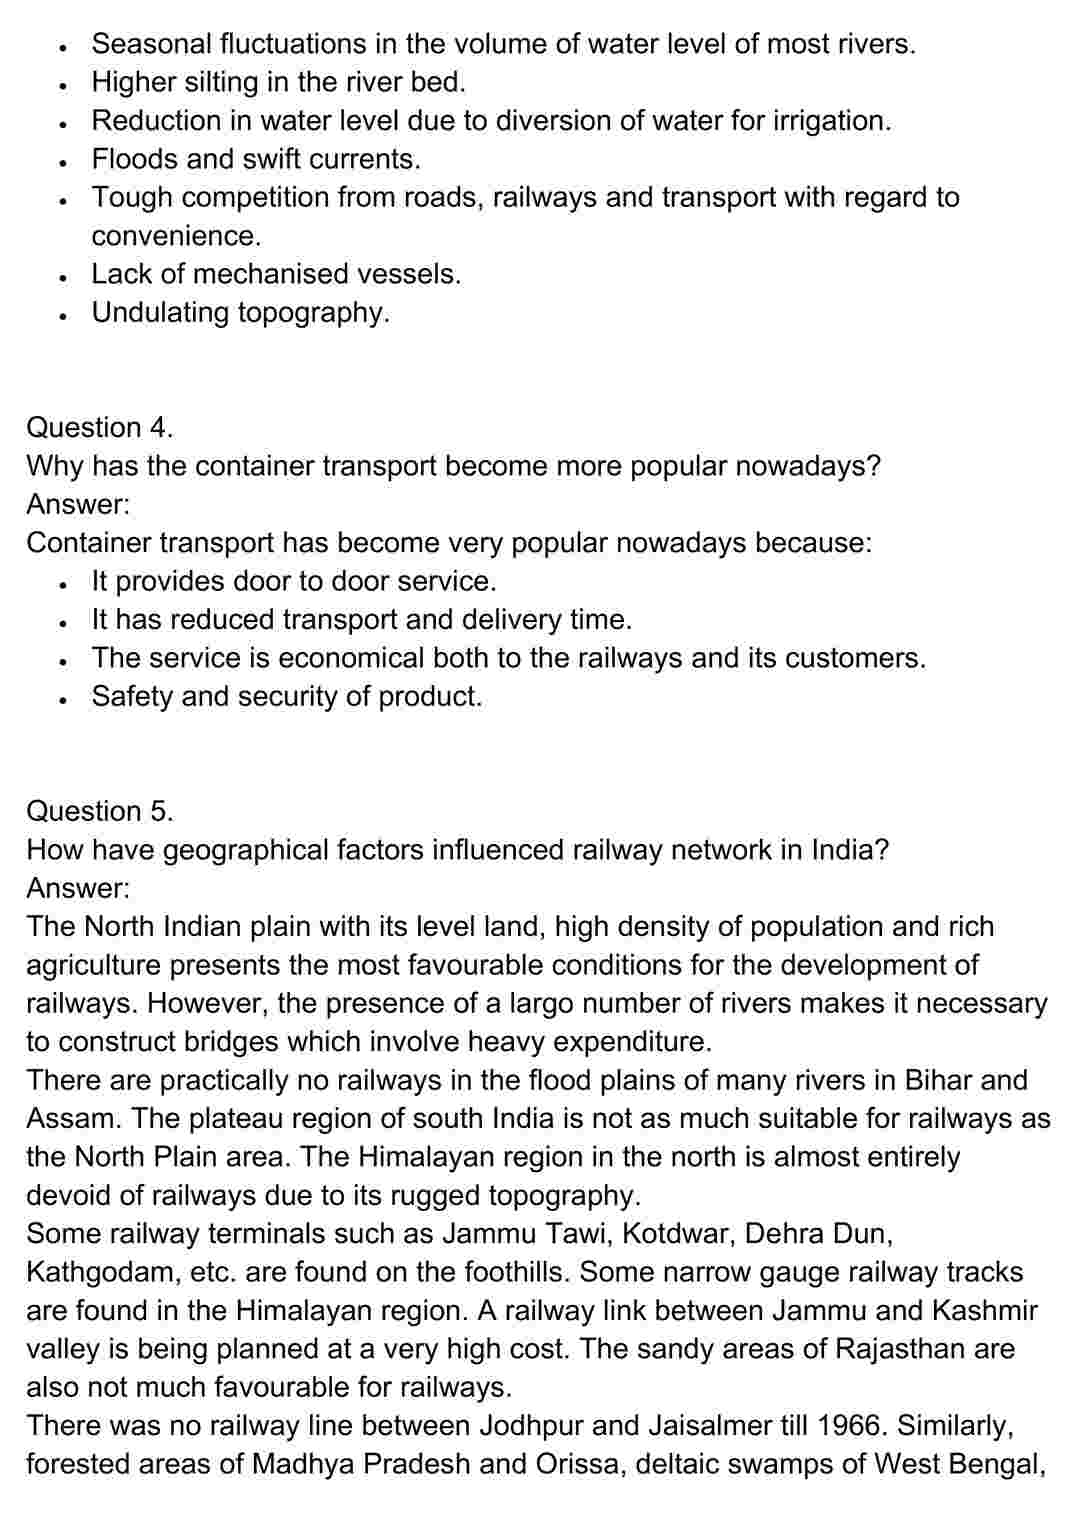 • Seasonal fluctuations in the volume of water level of most rivers.
• Higher silting in the river bed.
• Reduction in water level due to diversion of water for irrigation.
• Floods and swift currents.
• Tough competition from roads, railways and transport with regard to
convenience.
• Lack of mechanised vessels.
• Undulating topography.
Question 4.
Why has the container transport become more popular nowadays?
Answer:
Container transport has become very popular nowadays because:
• It provides door to door service.
• It has reduced transport and delivery time.
• The service is economical both to the railways and its customers.
• Safety and security of product.
Question 5.
How have geographical factors influenced railway network in India?
Answer:
The North Indian plain with its level land, high density of population and rich
agriculture presents the most favourable conditions for the development of
railways. However, the presence of a largo number of rivers makes it necessary
to construct bridges which involve heavy expenditure.
There are practically no railways in the flood plains of many rivers in Bihar and
Assam. The plateau region of south India is not as much suitable for railways as
the North Plain area. The Himalayan region in the north is almost entirely
devoid of railways due to its rugged topography.
Some railway terminals such as Jammu Tawi, Kotdwar, Dehra Dun,
Kathgodam, etc. are found on the foothills. Some narrow gauge railway tracks
are found in the Himalayan region. A railway link between Jammu and Kashmir
valley is being planned at a very high cost. The sandy areas of Rajasthan are
also not much favourable for railways.
There was no railway line between Jodhpur and Jaisalmer till 1966. Similarly,
forested areas of Madhya Pradesh and Orissa, deltaic swamps of West Bengal,